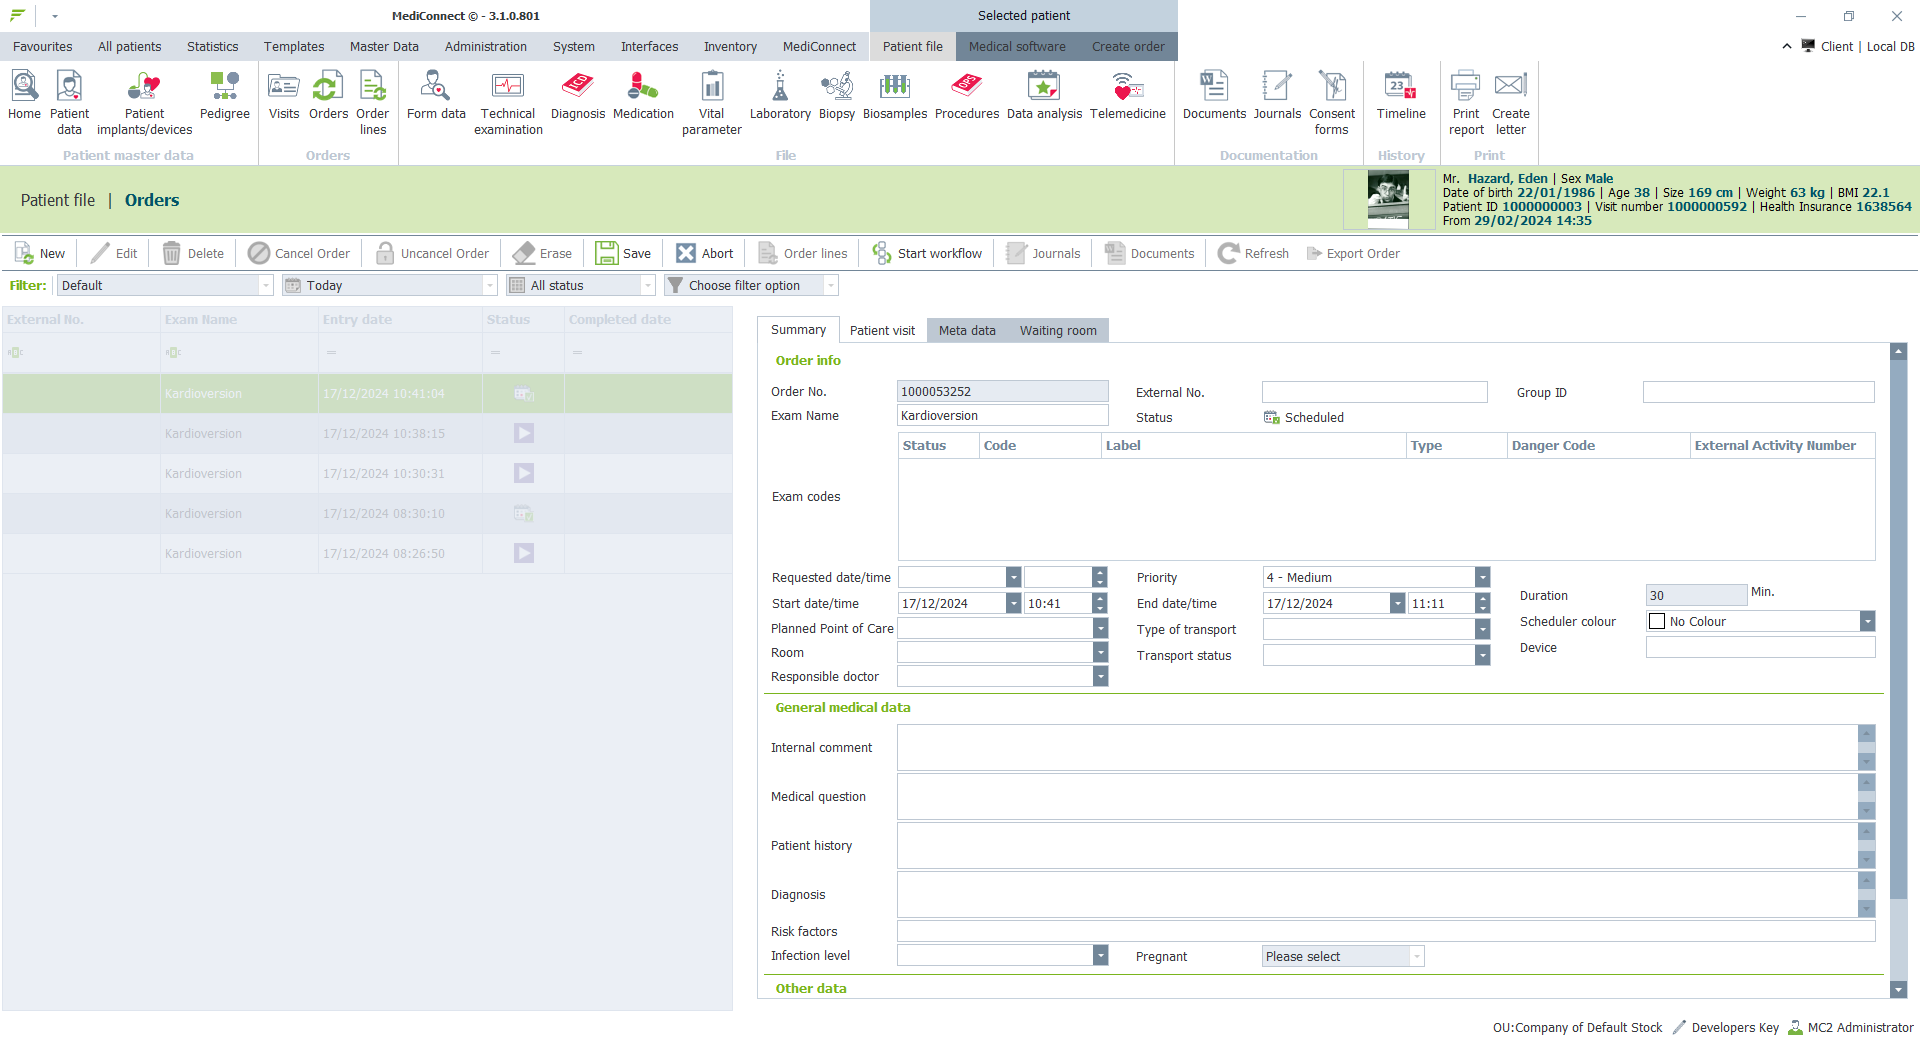 MediConnect © - 3.1.0.801
Selected patient
Favourites All patients Statistics Templates Master Data Administration System Interfaces Inventory MediConnect Patient file Medical software Create order
Client | Local DB
Home
Patient data
Patient implants/devices
Pedigree
Visits
Orders
Order lines
Form data
Technical examination
Diagnosis
Medication
Vital parameter
Laboratory
Biopsy
Biosamples
Procedures
Data analysis
Telemedicine
Documents
Journals
Consent forms
Timeline
Print report
Create letter
Patient master data
Orders
File
Documentation
History
Print
Patient file | Orders
Mr. Hazard, Eden | Sex Male
Date of birth 22/01/1986 | Age 38 | Size 169 cm | Weight 63 kg | BMI 22.1
Patient ID 1000000003 | Visit number 1000000592 | Health Insurance 1638564
From 29/02/2024 14:35
New Edit Delete Cancel Order Uncancel Order Erase Save Abort Order lines Start workflow Journals Documents Refresh Export Order
Filter: Default Today All status Choose filter option
External No. Exam Name Entry date Status Completed date
= = =
Kardioversion 17/12/2024 10:41:04
Kardioversion 17/12/2024 10:38:15
Kardioversion 17/12/2024 10:30:31
Kardioversion 17/12/2024 08:30:10
Kardioversion 17/12/2024 08:26:50
Summary Patient visit Meta data Waiting room
Order info
Order No. 1000053252 External No. Group ID
Exam Name Kardioversion Status Scheduled
Status Code Label Type Danger Code External Activity Number
Exam codes
Requested date/time Priority 4 - Medium
Start date/time 17/12/2024 10:41 End date/time 17/12/2024 11:11 Duration 30 Min.
Planned Point of Care Type of transport Scheduler colour No Colour
Room Transport status Device
Responsible doctor
General medical data
Internal comment
Medical question
Patient history
Diagnosis
Risk factors
Infection level Pregnant Please select
Other data
OU:Company of Default Stock Developers Key MC2 Administrator